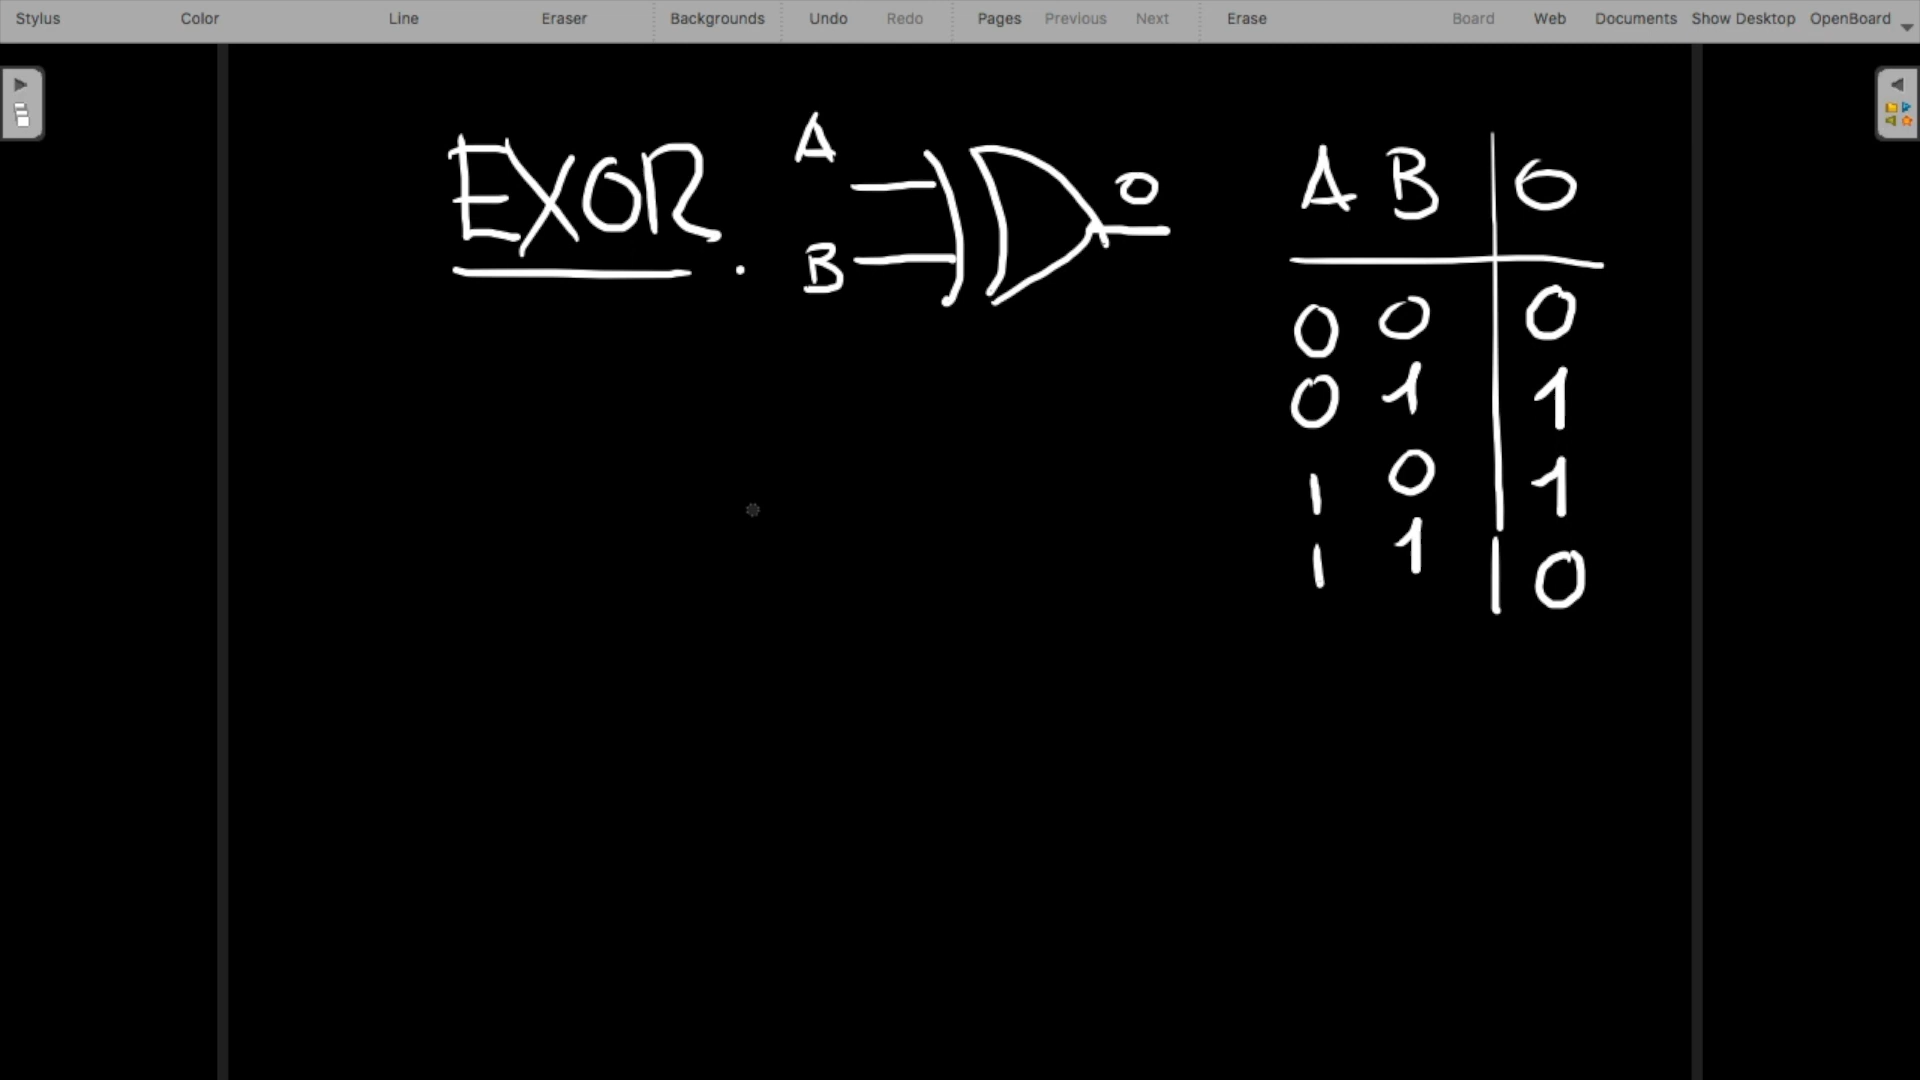 Stylus Color Line Eraser Backgrounds Undo Redo Pages Previous Next Erase Board Web Documents Show Desktop OpenBoard
EXOR.
A
B
O
A B O
0 0 0
0 1 1
1 0 1
1 1 0